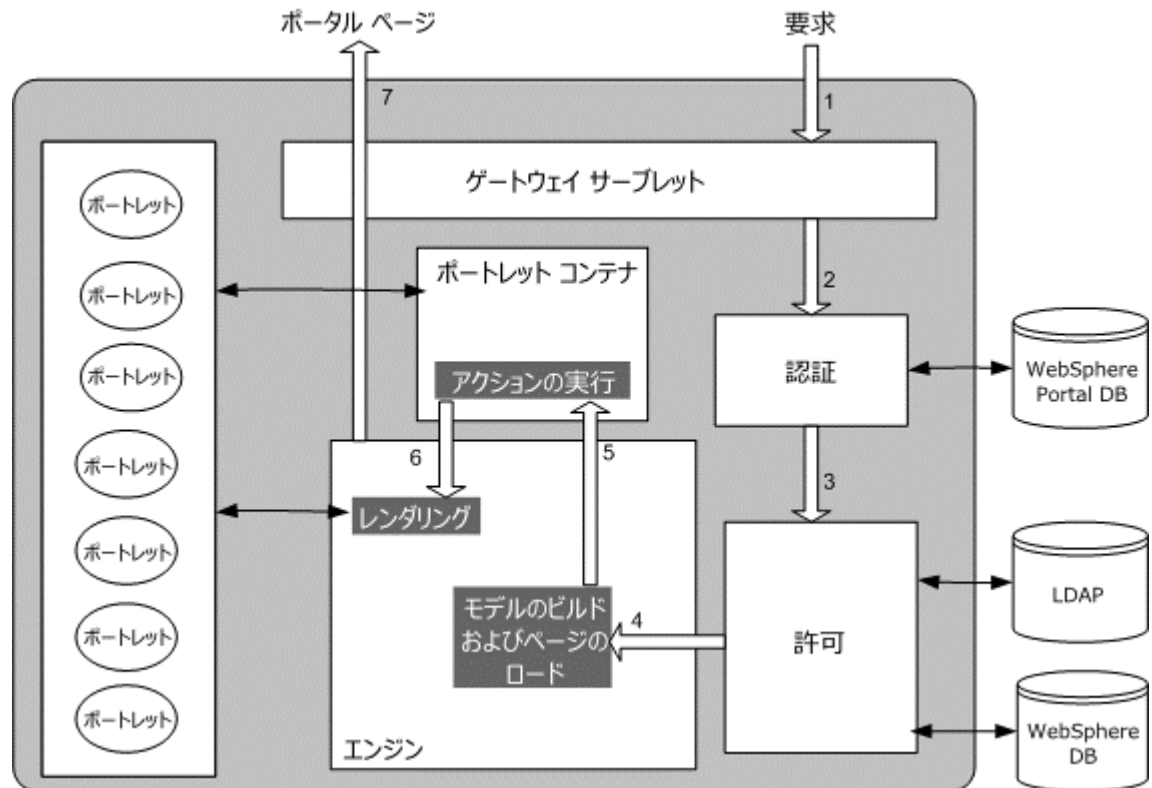 ポータル ページ
要求
7
1
ゲートウェイ サーブレット
ポートレット
ポートレット
ポートレット
ポートレット
ポートレット
ポートレット
ポートレット
ポートレット コンテナ
アクションの実行
2
認証
WebSphere
Portal DB
6
5
3
レンダリング
モデルのビルド
およびページの
ロード
4
許可
LDAP
WebSphere
DB
エンジン